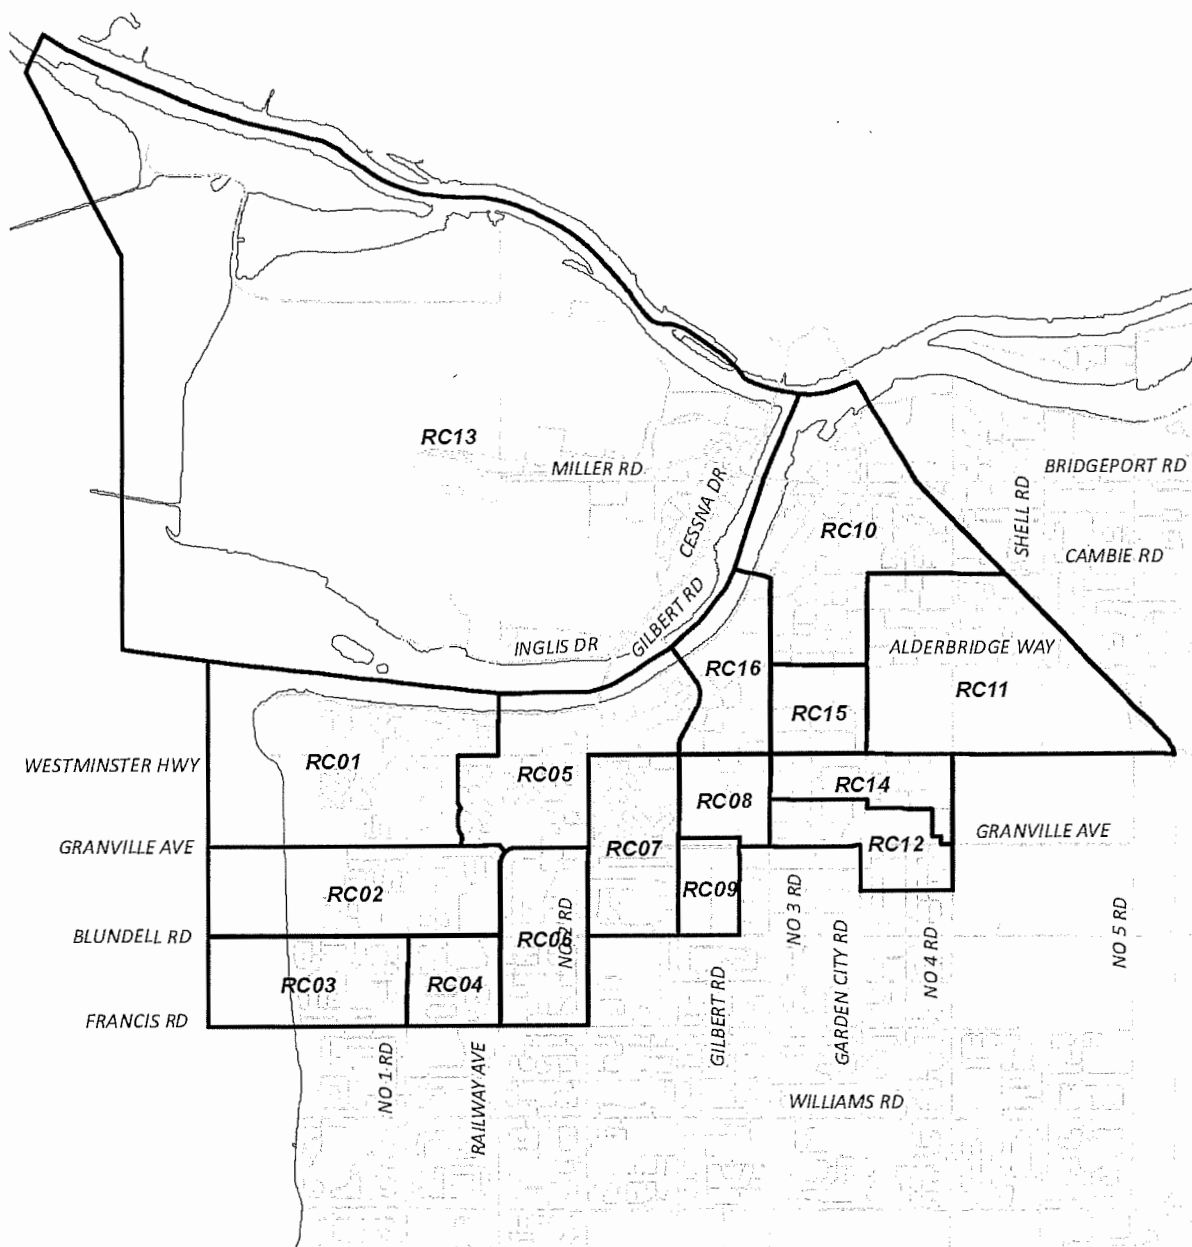 RC13
MILLER RD
BRIDGEPORT RD
CESSNA DR
SHELL RD
RC10
CAMBIE RD
GILBERT RD
INGLIS DR
ALDERBRIDGE WAY
RC16
RC11
RC15
WESTMINSTER HWY
RC01
RC05
RC14
RC08
GRANVILLE AVE
GRANVILLE AVE
RC07
RC12
RC02
RC09
NO 3 RD
BLUNDELL RD
RC06
NO 2 RD
GARDEN CITY RD
NO 4 RD
NO 5 RD
RC03
RC04
FRANCIS RD
GILBERT RD
NO 1 RD
RAILWAY AVE
WILLIAMS RD